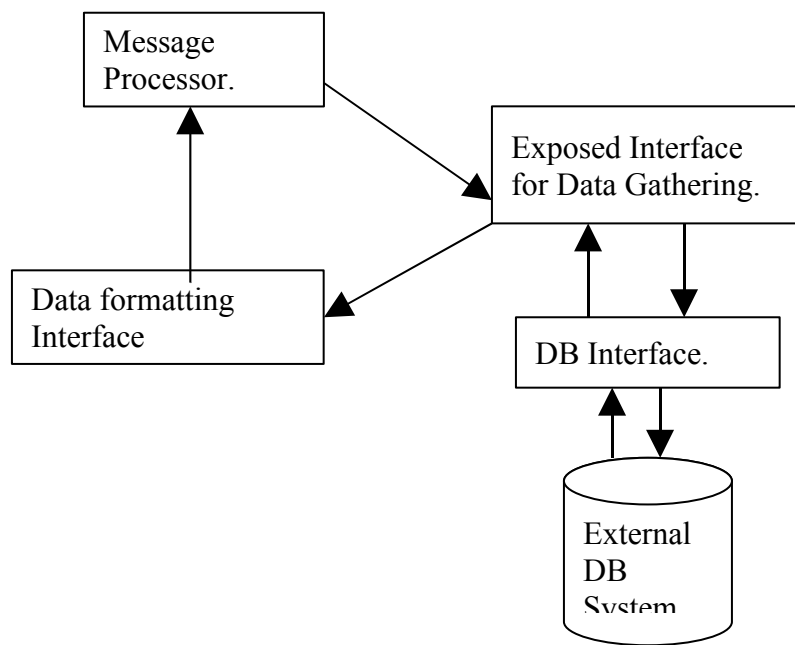 Message
Processor.
Exposed Interface
for Data Gathering.
Data formatting
Interface
DB Interface.
External
DB
System